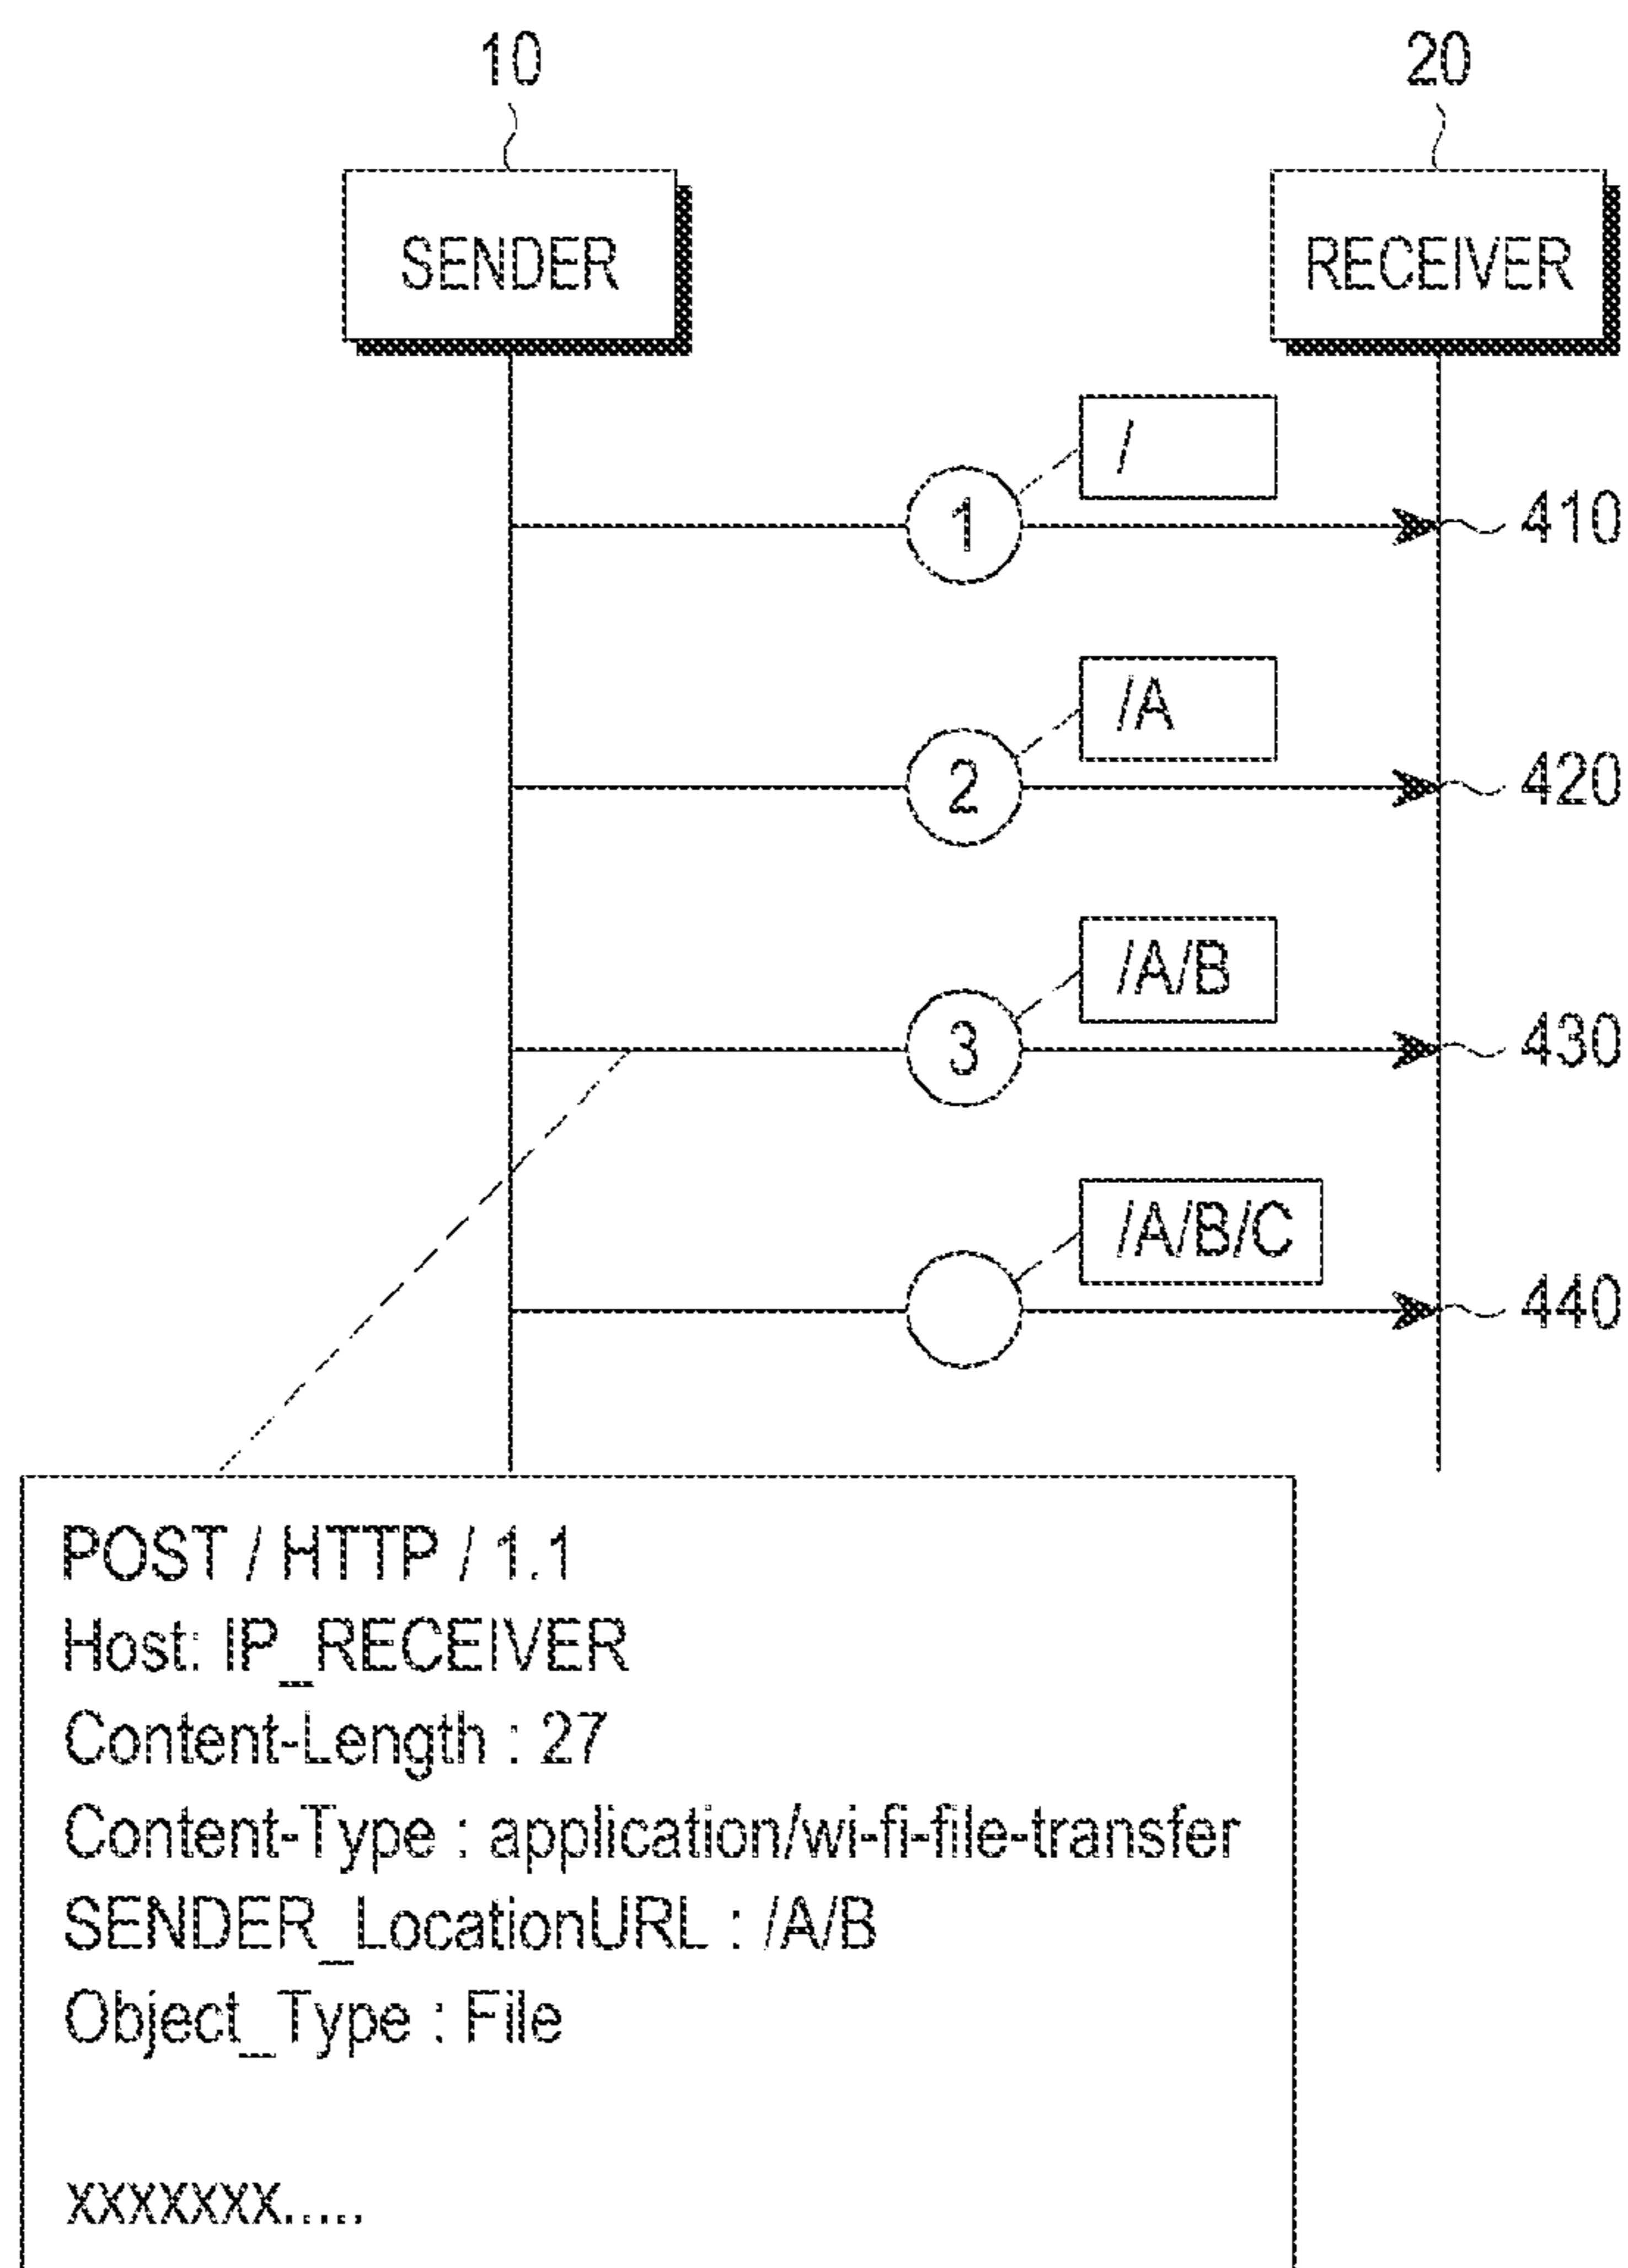 10
20
SENDER
RECEIVER
/
1
410
/A
2
420
/A/B
3
430
/A/B/C
440
POST / HTTP / 1.1
Host: IP_RECEIVER
Content-Length : 27
Content-Type : application/wi-fi-file-transfer
SENDER_LocationURL : /A/B
Object_Type : File
xxxxxxx.....